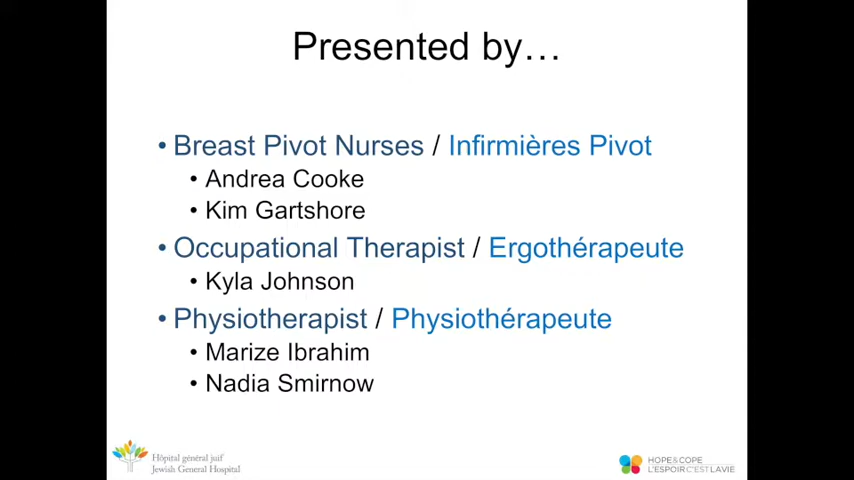 Presented by…
• Breast Pivot Nurses / Infirmières Pivot
• Andrea Cooke
• Kim Gartshore
• Occupational Therapist / Ergothérapeute
• Kyla Johnson
• Physiotherapist / Physiothérapeute
• Marize Ibrahim
• Nadia Smirnow
Hôpital général juif
Jewish General Hospital
HOPE&COPE
L'ESPOIR C'EST LA VIE